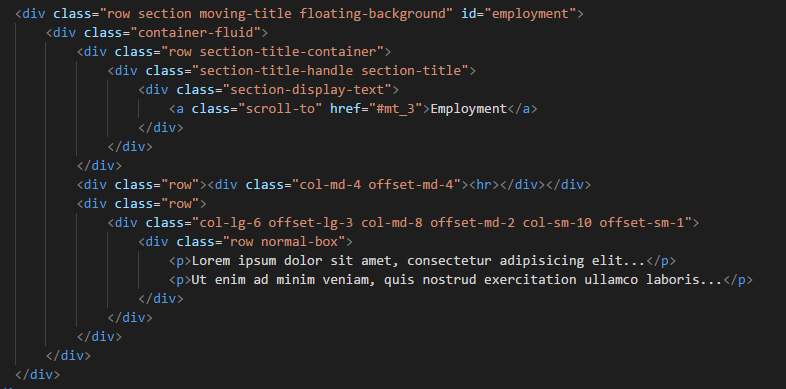 <div class="row section moving-title floating-background" id="employment">
<div class="container-fluid">
<div class="row section-title-container">
<div class="section-title-handle section-title">
<div class="section-display-text">
<a class="scroll-to" href="#mt_3">Employment</a>
</div>
</div>
</div>
<div class="row"><div class="col-md-4 offset-md-4"><hr></div></div>
<div class="row">
<div class="col-lg-6 offset-lg-3 col-md-8 offset-md-2 col-sm-10 offset-sm-1">
<div class="row normal-box">
<p>Lorem ipsum dolor sit amet, consectetur adipisicing elit...</p>
<p>Ut enim ad minim veniam, quis nostrud exercitation ullamco laboris...</p>
</div>
</div>
</div>
</div>
</div>